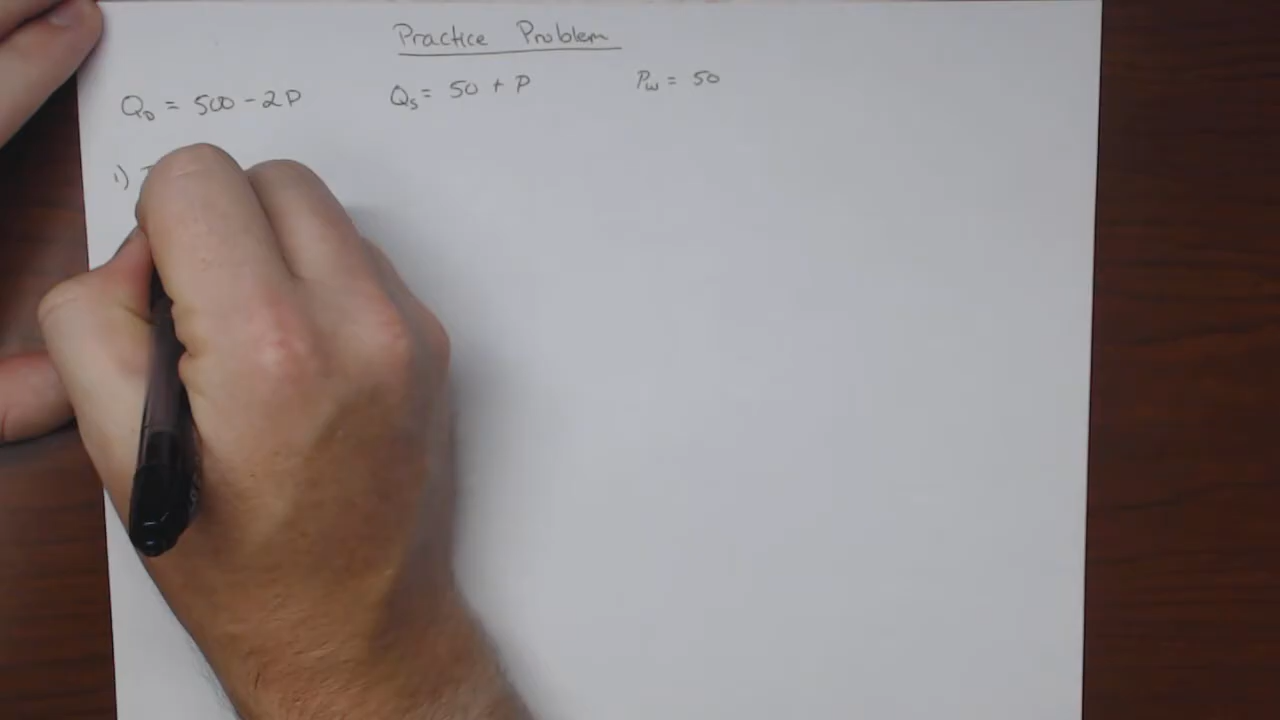 Practice Problem
Q_D = 500 - 2P Q_S = 50 + P P_W = 50
1)